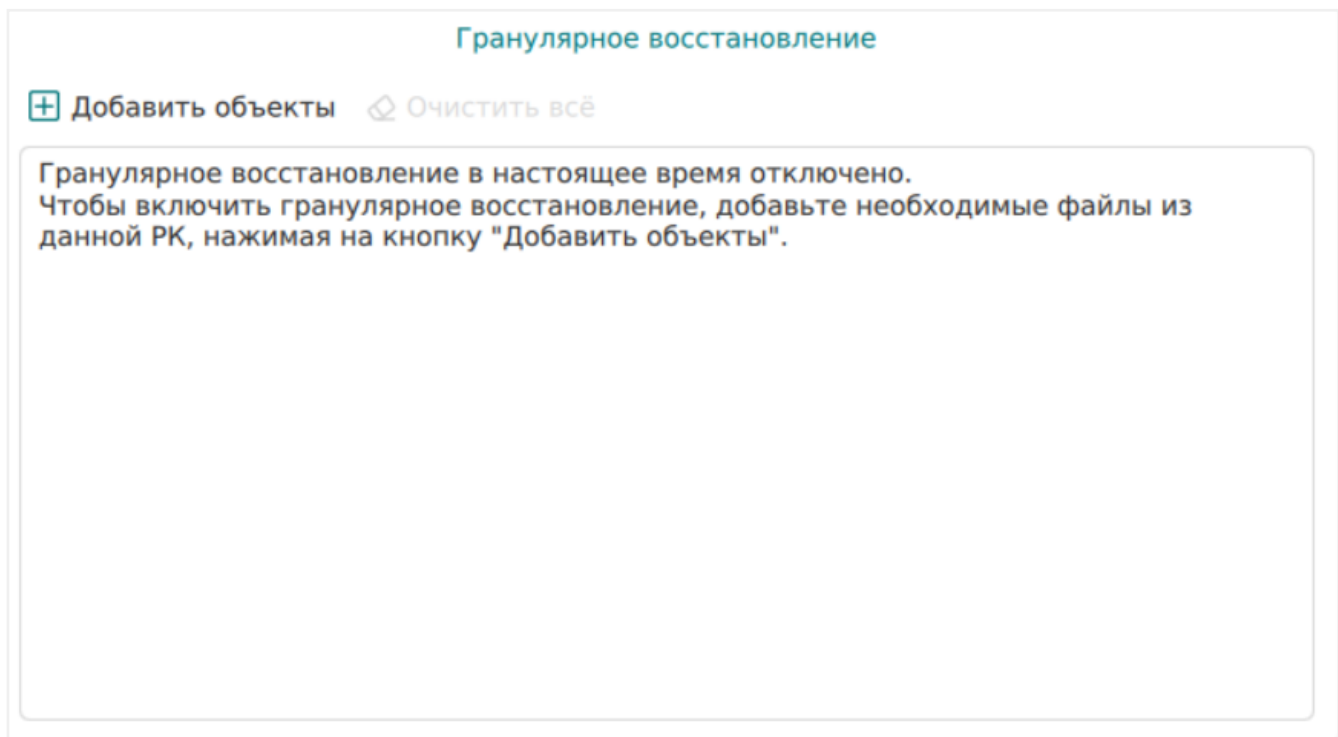 Гранулярное восстановление
Добавить объекты Очистить всё
Гранулярное восстановление в настоящее время отключено.
Чтобы включить гранулярное восстановление, добавьте необходимые файлы из
данной РК, нажимая на кнопку "Добавить объекты".